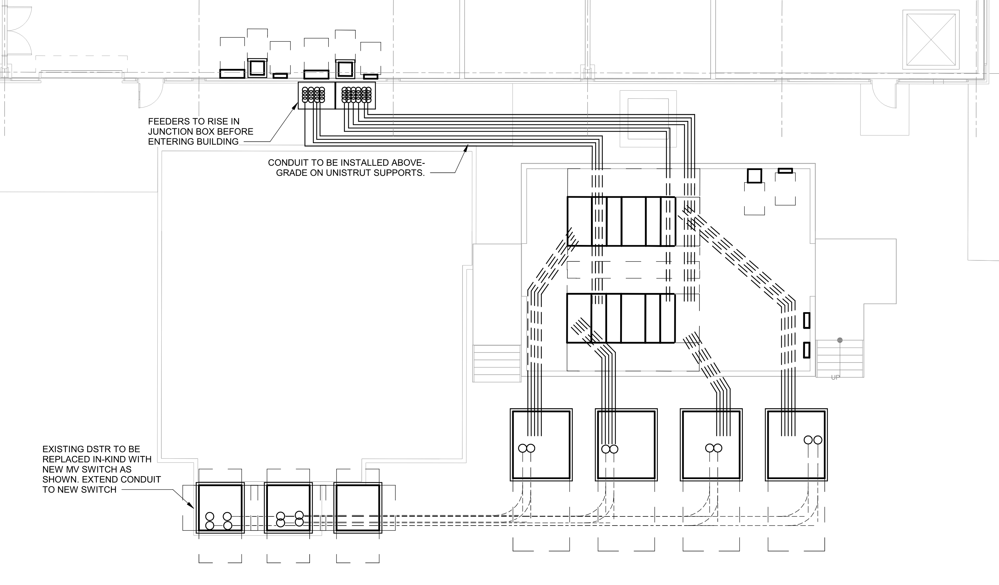 FEEDERS TO RISE IN
JUNCTION BOX BEFORE
ENTERING BUILDING
CONDUIT TO BE INSTALLED ABOVE-
GRADE ON UNISTRUT SUPPORTS.
UP
EXISTING DSTR TO BE
REPLACED IN-KIND WITH
NEW MV SWITCH AS
SHOWN. EXTEND CONDUIT
TO NEW SWITCH